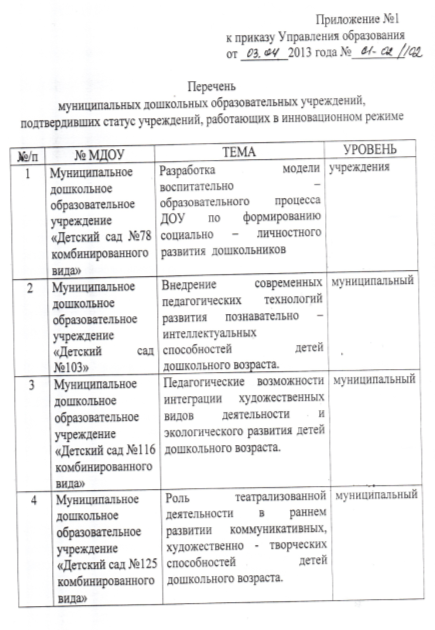 Приложение №1
к приказу Управления образования
от 03.04 2013 года № 01-02/102
Перечень
муниципальных дошкольных образовательных учреждений,
подтвердивших статус учреждений, работающих в инновационном режиме
№/п № МДОУ ТЕМА УРОВЕНЬ
1 Муниципальное дошкольное образовательное учреждение «Детский сад №78 комбинированного вида» Разработка модели воспитательно – образовательного процесса ДОУ по формированию социально – личностного развития дошкольников учреждения
2 Муниципальное дошкольное образовательное учреждение «Детский сад №103» Внедрение современных педагогических технологий развития познавательно – интеллектуальных способностей детей дошкольного возраста. муниципальный
3 Муниципальное дошкольное образовательное учреждение «Детский сад №116 комбинированного вида» Педагогические возможности интеграции художественных видов деятельности и экологического развития детей дошкольного возраста. муниципальный
4 Муниципальное дошкольное образовательное учреждение «Детский сад №125 комбинированного вида» Роль театрализованной деятельности в раннем развитии коммуникативных, художественно - творческих способностей детей дошкольного возраста. муниципальный